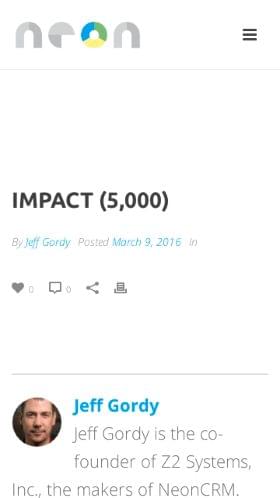 neon
IMPACT (5,000)
By Jeff Gordy Posted March 9, 2016 In
0 0
Jeff Gordy
Jeff Gordy is the co-
founder of Z2 Systems,
Inc., the makers of NeonCRM.